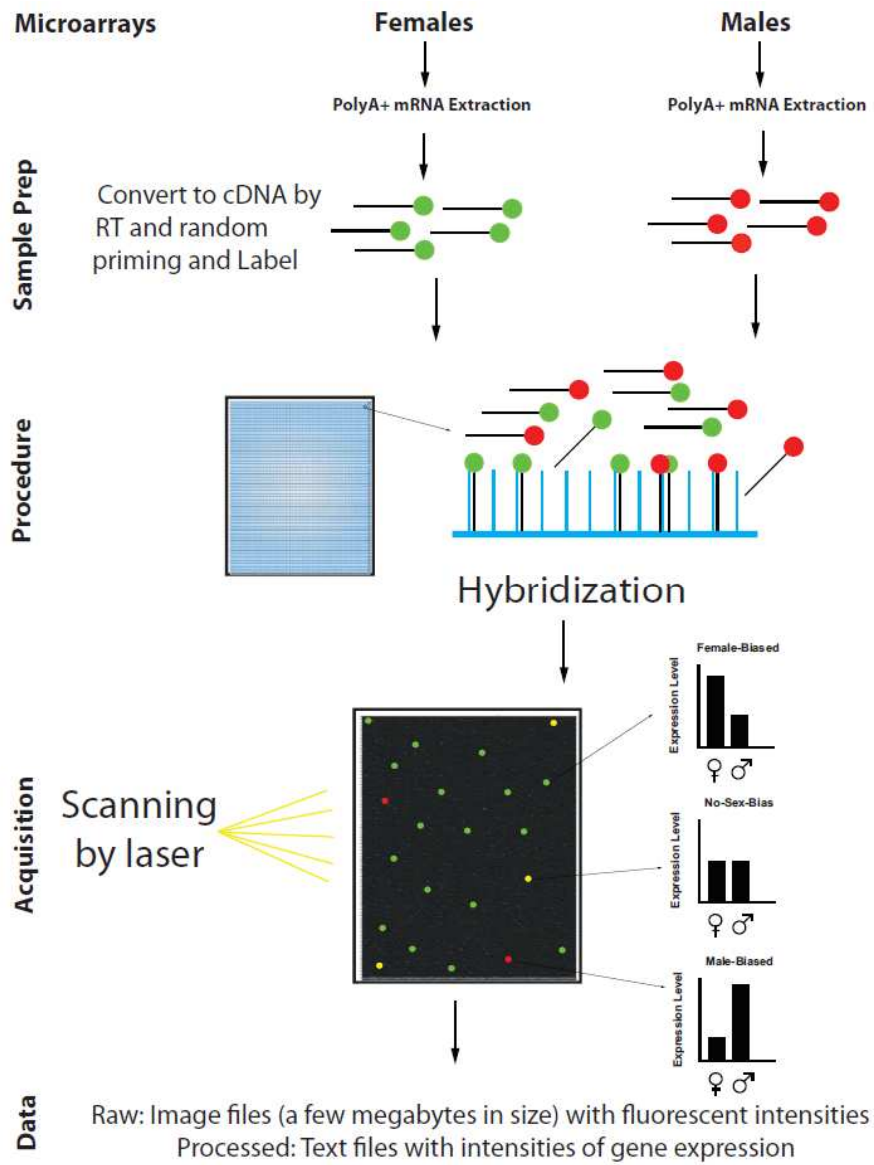 Microarrays
Females
Males
PolyA+ mRNA Extraction
PolyA+ mRNA Extraction
Sample Prep
Convert to cDNA by
RT and random
priming and Label
Procedure
Hybridization
Acquisition
Scanning
by laser
Female-Biased
Expression Level
♀ ♂
No-Sex-Bias
Expression Level
♀ ♂
Male-Biased
Expression Level
♀ ♂
Data
Raw: Image files (a few megabytes in size) with fluorescent intensities
Processed: Text files with intensities of gene expression